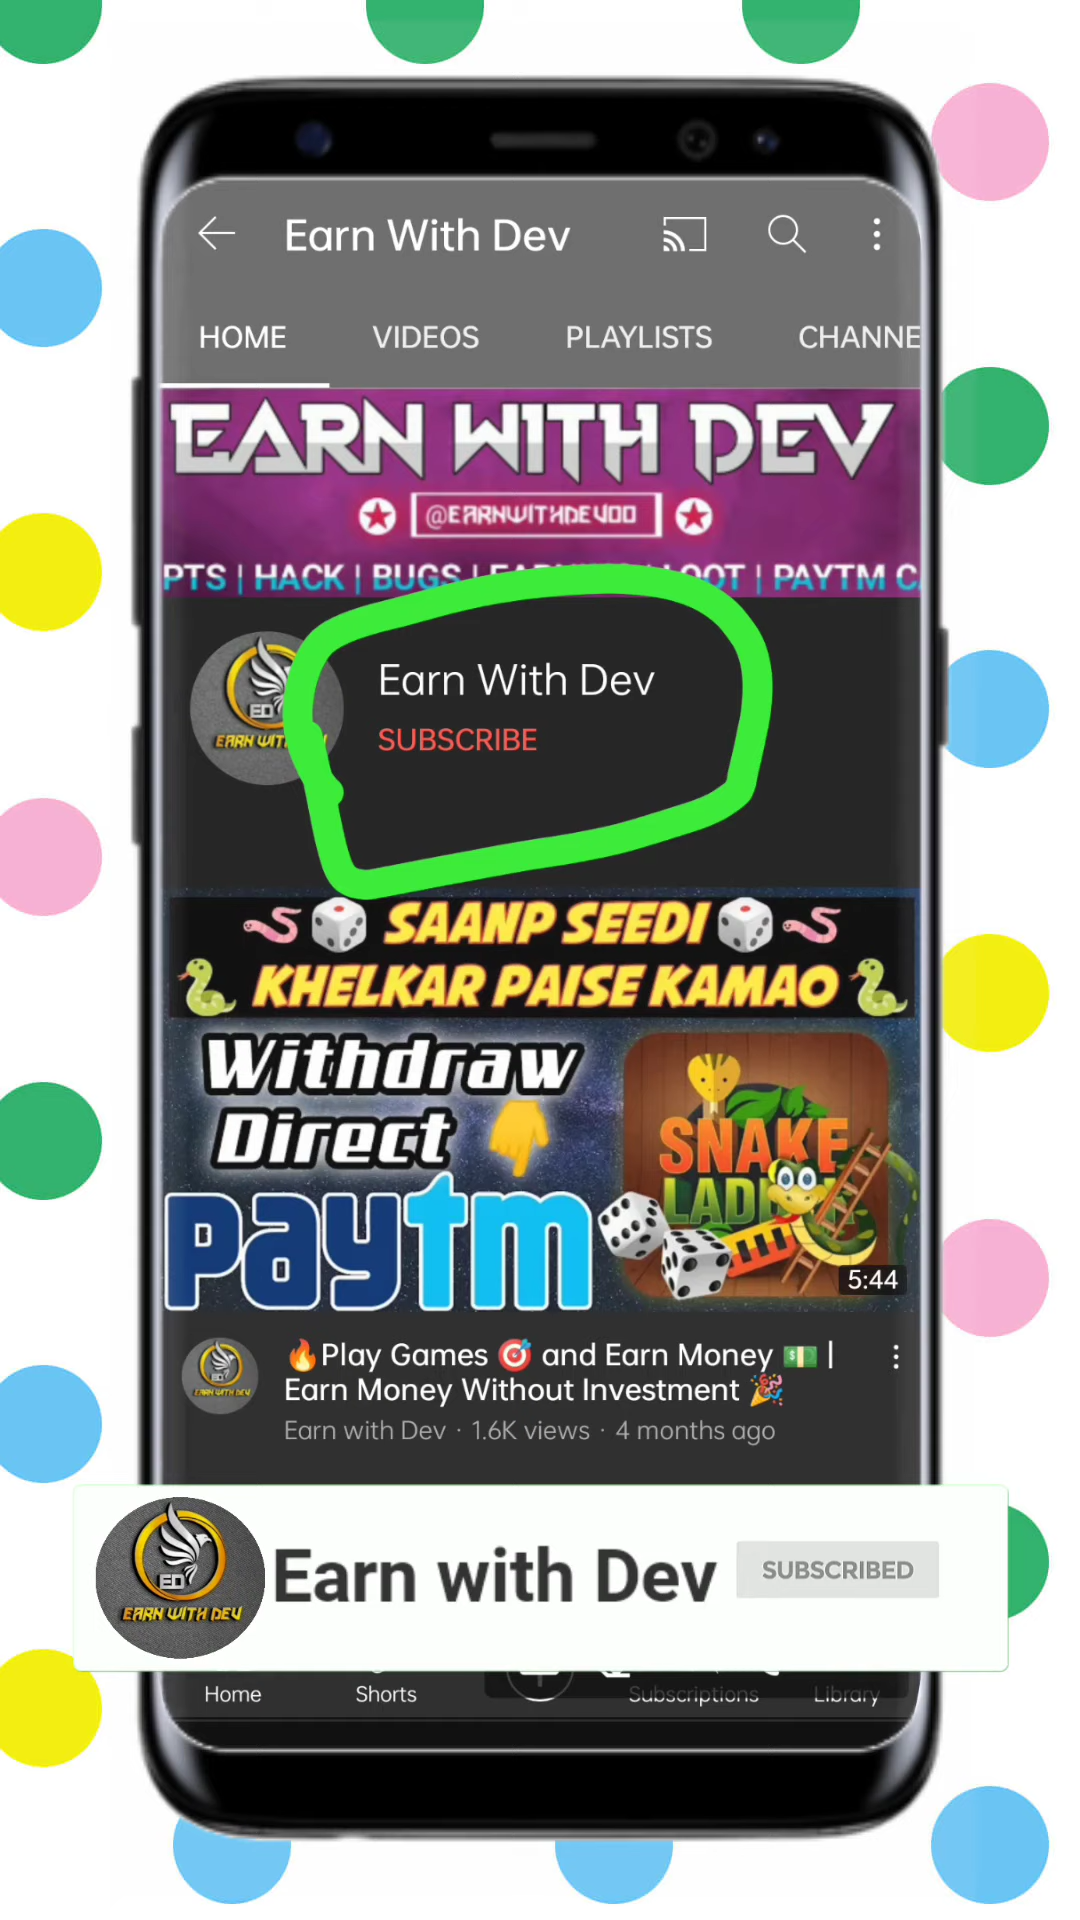 Earn With Dev
HOME VIDEOS PLAYLISTS CHANNE
EARN WITH DEV
@EARNWITHDEV00
PTS | HACK | BUGS | | PAYTM
ED
Earn With Dev
SUBSCRIBE
SAANP SEEDI
KHELKAR PAISE KAMAO
Withdraw
Direct
paytm
SNAKE
5:44
🔥Play Games 🎯 and Earn Money 💵 |
Earn Money Without Investment 🎉
Earn with Dev · 1.6K views · 4 months ago
ED
EARN WITH DEV
Earn with Dev
SUBSCRIBED
Home Shorts Subscriptions Library